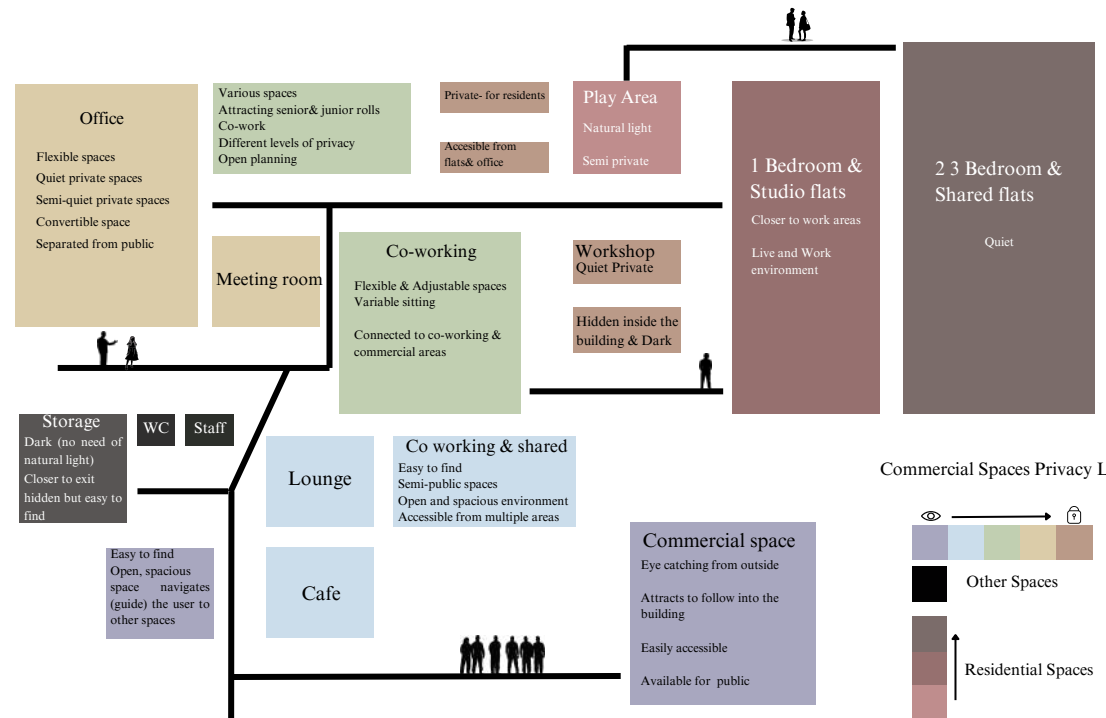 Office
Flexible spaces
Quiet private spaces
Semi-quiet private spaces
Convertible space
Separated from public
Various spaces
Attracting senior& junior rolls
Co-work
Different levels of privacy
Open planning
Private- for residents
Accesible from
flats& office
Play Area
Natural light
Semi private
1 Bedroom &
Studio flats
Closer to work areas
Live and Work
environment
2 3 Bedroom &
Shared flats
Quiet
Meeting room
Co-working
Flexible & Adjustable spaces
Variable sitting
Connected to co-working &
commercial areas
Workshop
Quiet Private
Hidden inside the
building & Dark
Storage
Dark (no need of
natural light)
Closer to exit
hidden but easy to
find
WC
Staff
Lounge
Co working & shared
Easy to find
Semi-public spaces
Open and spacious environment
Accessible from multiple areas
Easy to find
Open, spacious
space navigates
(guide) the user to
other spaces
Cafe
Commercial space
Eye catching from outside
Attracts to follow into the
building
Easily accessible
Available for public
Commercial Spaces Privacy L
Other Spaces
Residential Spaces